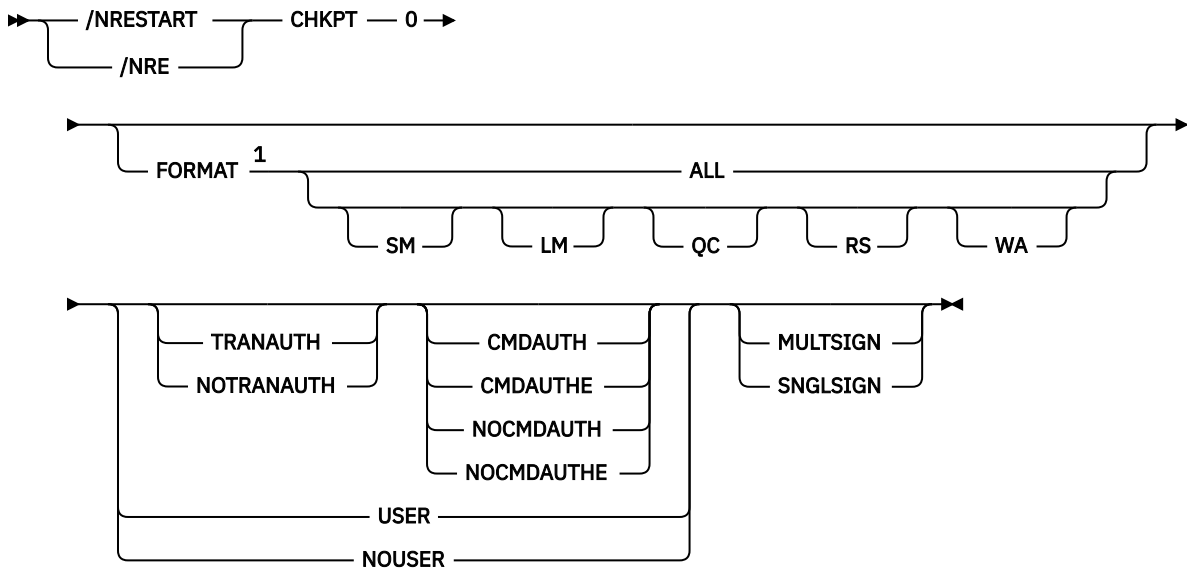 /NRESTART CHKPT 0
/NRE
FORMAT 1 ALL
SM LM QC RS WA
TRANAUTH CMDAUTH MULTSIGN
NOTRANAUTH CMDAUTHE SNGLSIGN
NOCMDAUTH
NOCMDAUTHE
USER
NOUSER